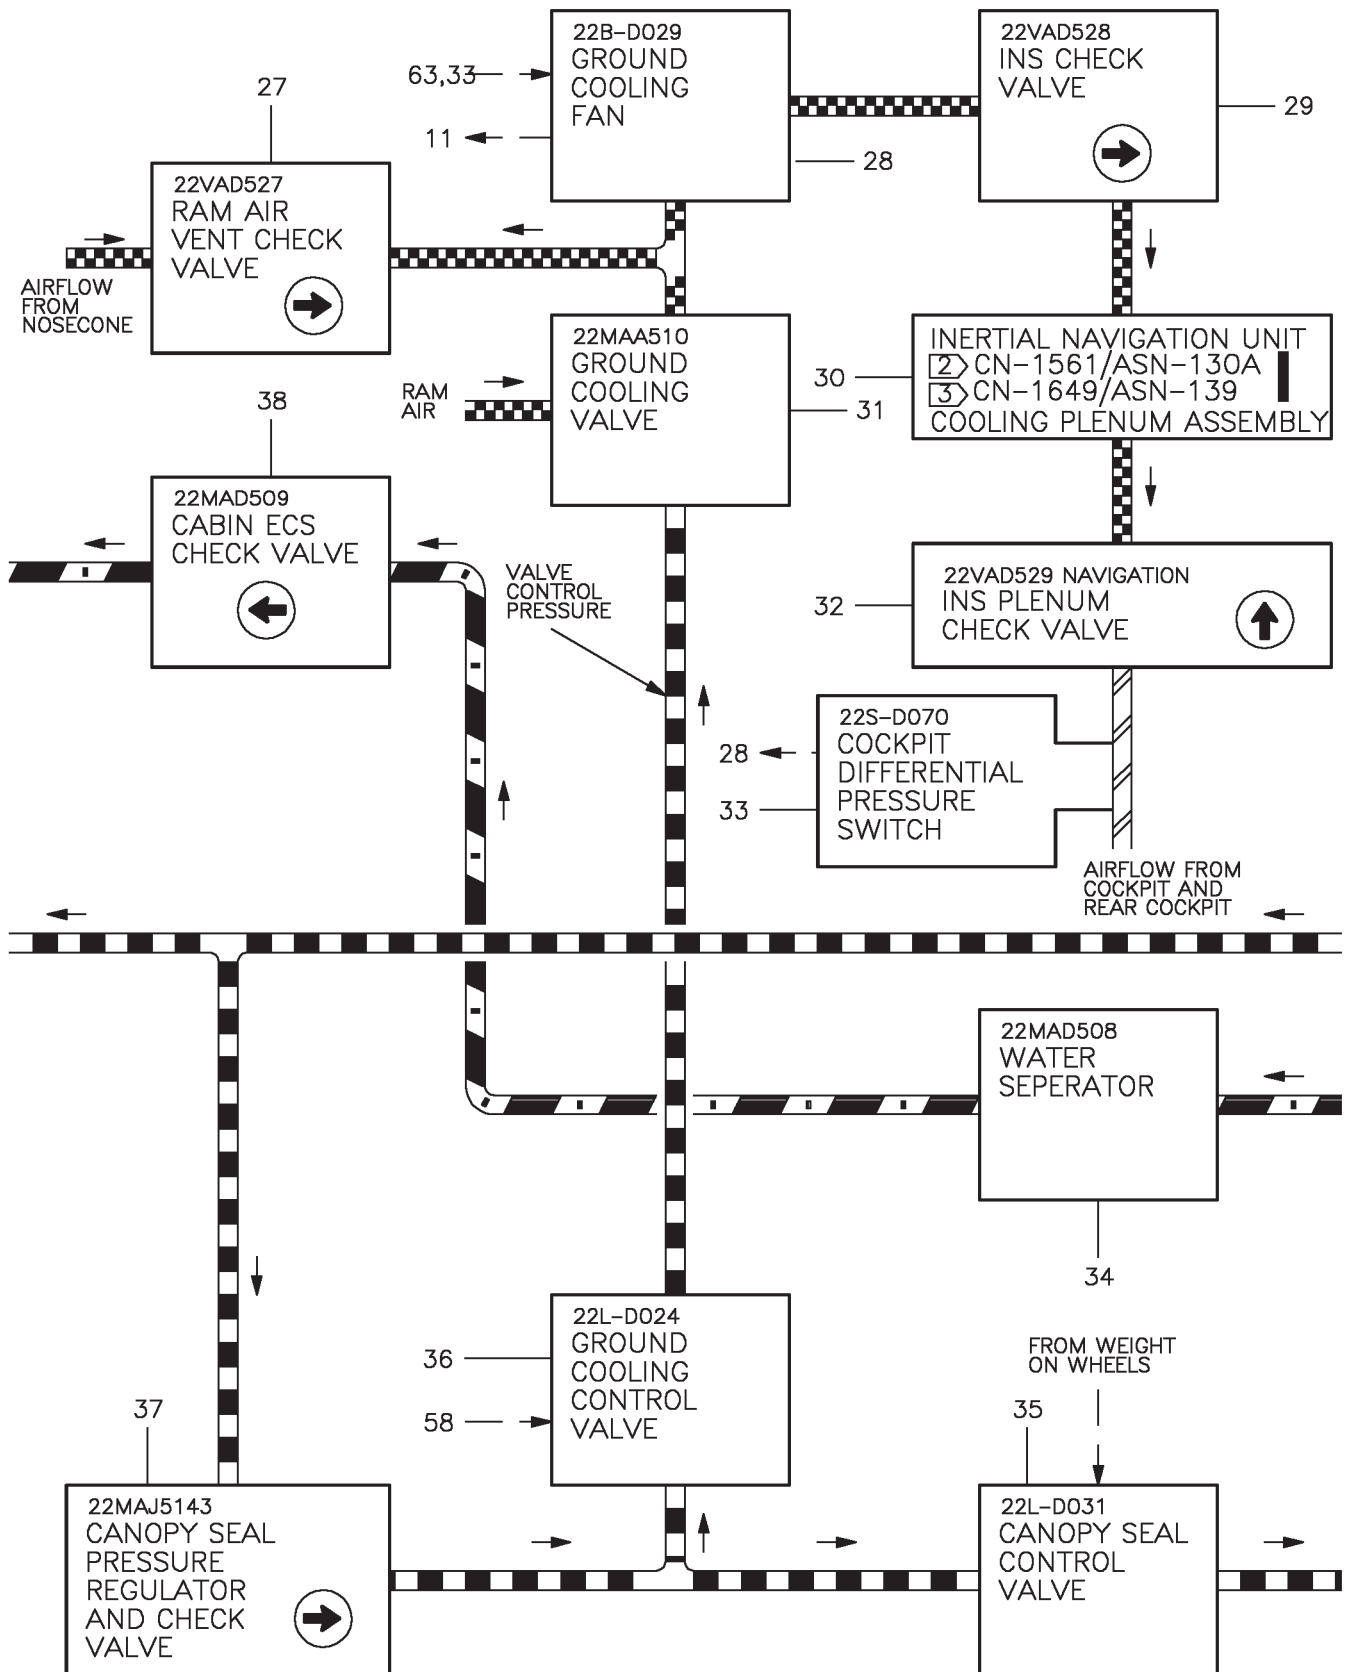 22B-D029
GROUND
COOLING
FAN
63,33
11
28
22VAD528
INS CHECK
VALVE
29
27
22VAD527
RAM AIR
VENT CHECK
VALVE
AIRFLOW
FROM
NOSECONE
22MAA510
GROUND
COOLING
VALVE
RAM
AIR
31
30
INERTIAL NAVIGATION UNIT
2 CN-1561/ASN-130A
3 CN-1649/ASN-139
COOLING PLENUM ASSEMBLY
38
22MAD509
CABIN ECS
CHECK VALVE
VALVE
CONTROL
PRESSURE
32
22VAD529 NAVIGATION
INS PLENUM
CHECK VALVE
22S-D070
COCKPIT
DIFFERENTIAL
PRESSURE
SWITCH
28
33
AIRFLOW FROM
COCKPIT AND
REAR COCKPIT
22MAD508
WATER
SEPERATOR
34
22L-D024
GROUND
COOLING
CONTROL
VALVE
36
58
FROM WEIGHT
ON WHEELS
37
35
22MAJ5143
CANOPY SEAL
PRESSURE
REGULATOR
AND CHECK
VALVE
22L-D031
CANOPY SEAL
CONTROL
VALVE